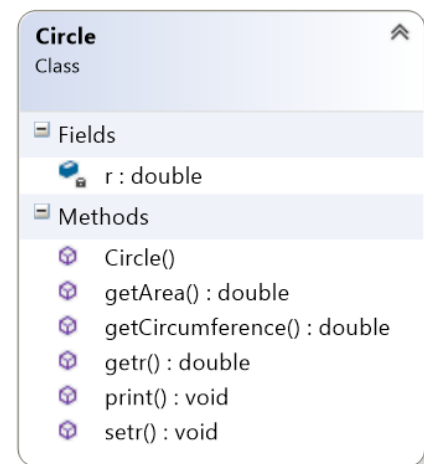 Circle
Class
Fields
r : double
Methods
Circle()
getArea() : double
getCircumference() : double
getr() : double
print() : void
setr() : void